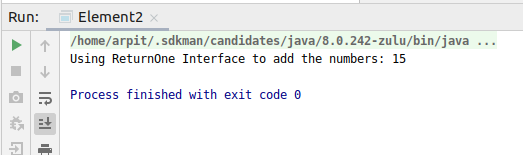 Run: Element2
/home/arpit/.sdkman/candidates/java/8.0.242-zulu/bin/java ...
Using ReturnOne Interface to add the numbers: 15
Process finished with exit code 0